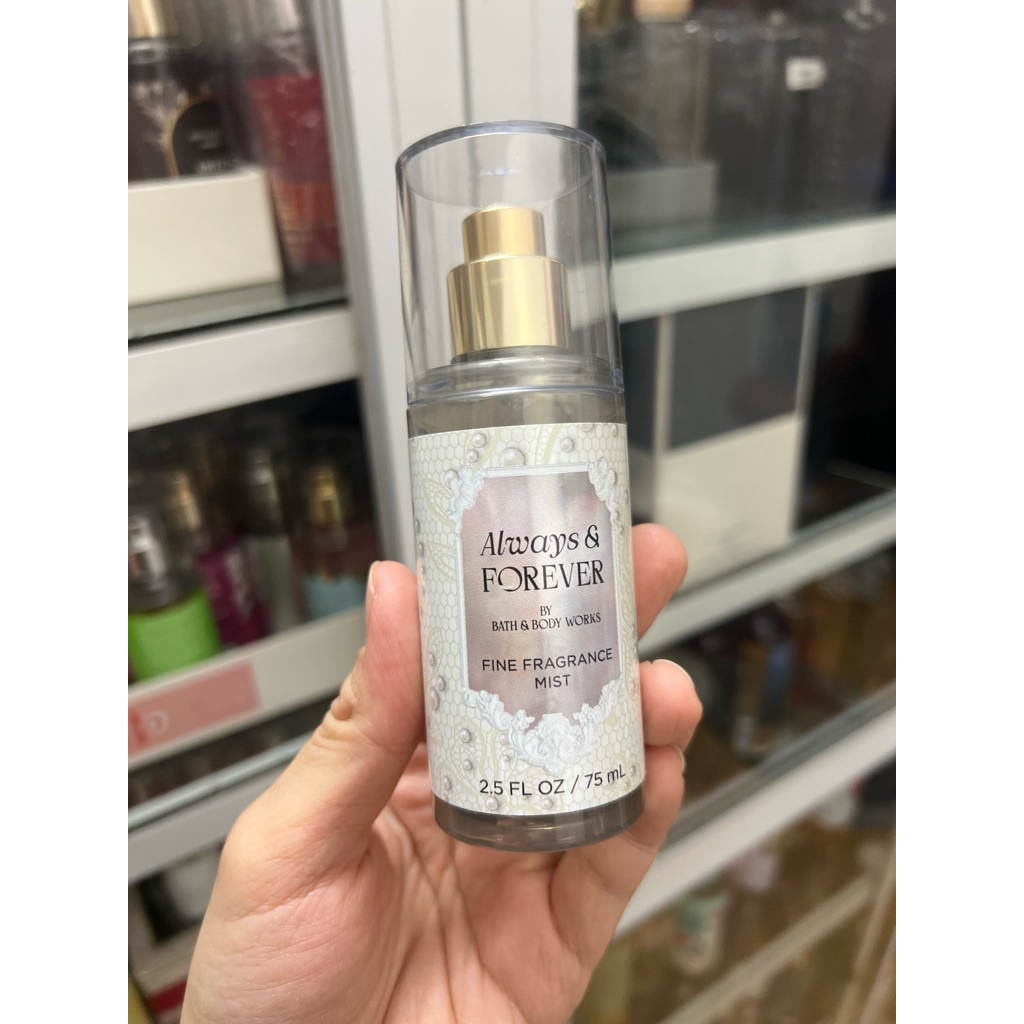 Always &
FOREVER
BY
BATH & BODY WORKS
FINE FRAGRANCE
MIST
2.5 FL OZ / 75 mL